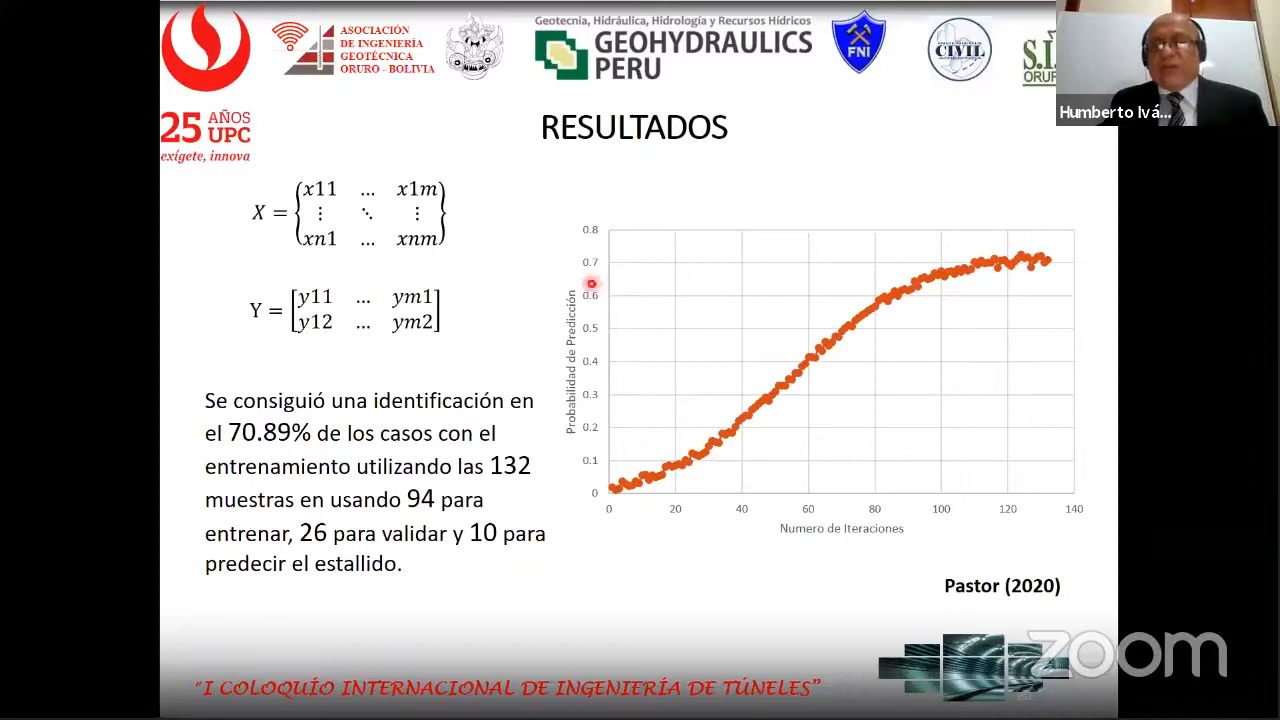 ASOCIACIÓN
DE INGENIERÍA
GEOTÉCNICA
ORURO - BOLIVIA
Geotecnia, Hidráulica, Hidrología y Recursos Hídricos
GEOHYDRAULICS
PERU
FNI
CIVIL
S.I
ORUR
Humberto Ivá...
25 AÑOS
UPC
exígete, innova
RESULTADOS
X = x11 ... x1m
⋮ ⋱ ⋮
xn1 ... xnm
Y = y11 ... ym1
y12 ... ym2
Se consiguió una identificación en
el 70.89% de los casos con el
entrenamiento utilizando las 132
muestras en usando 94 para
entrenar, 26 para validar y 10 para
predecir el estallido.
Probabilidad de Predicción
0.8
0.7
0.6
0.5
0.4
0.3
0.2
0.1
0
0 20 40 60 80 100 120 140
Numero de Iteraciones
Pastor (2020)
zoom
"I COLOQUÍO INTERNACIONAL DE INGENIERÍA DE TÚNELES"